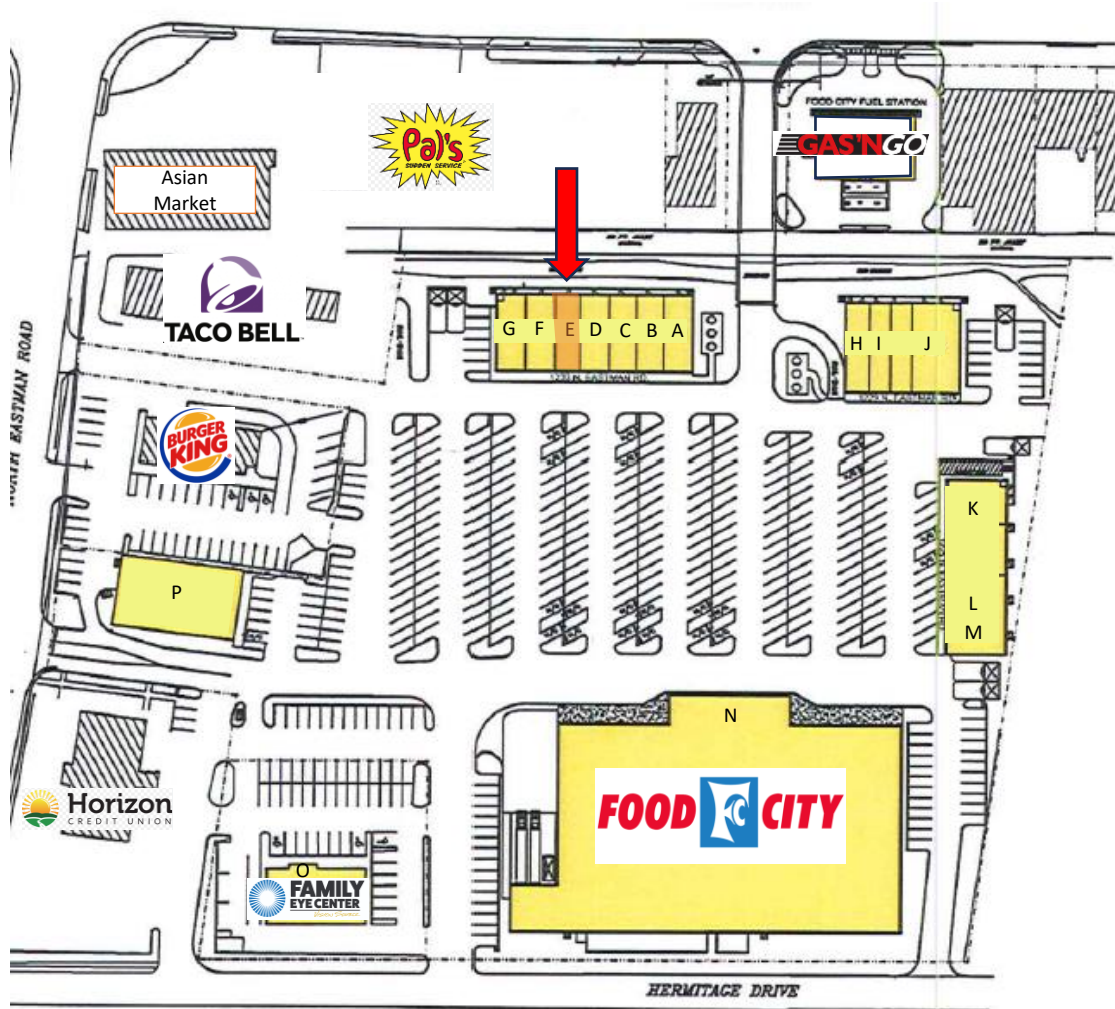 FOOD CITY FUEL STATION
GAS'NGO
Pal's
SUDDEN SERVICE
Asian
Market
TACO BELL
G F E D C B A
H I J
NORTH EASTMAN ROAD
BURGER
KING
K
P
L
M
N
FOOD CITY
Horizon
CREDIT UNION
O
FAMILY
EYE CENTER
HERMITAGE DRIVE